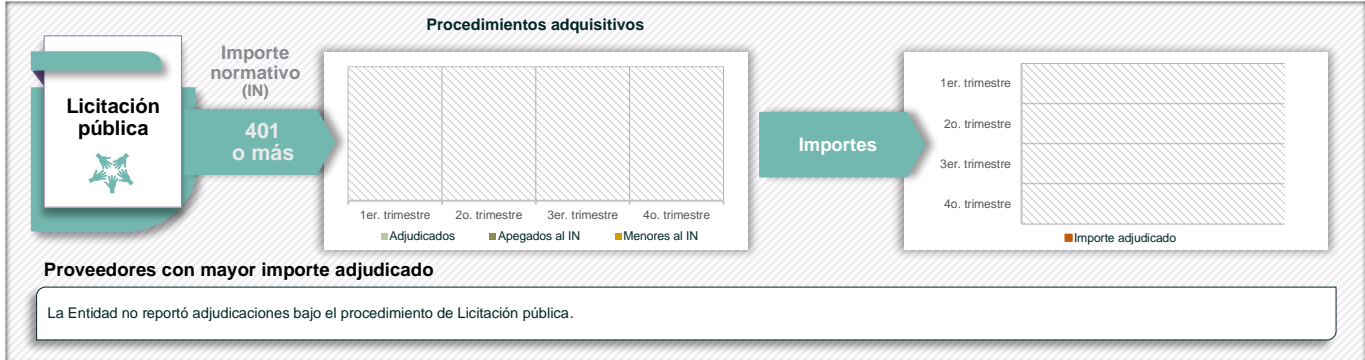 Procedimientos adquisitivos
Licitación
pública
Importe
normativo
(IN)
401
o más
1er. trimestre 2o. trimestre 3er. trimestre 4o. trimestre
Adjudicados Apegados al IN Menores al IN
Importes
1er. trimestre
2o. trimestre
3er. trimestre
4o. trimestre
Importe adjudicado
Proveedores con mayor importe adjudicado
La Entidad no reportó adjudicaciones bajo el procedimiento de Licitación pública.